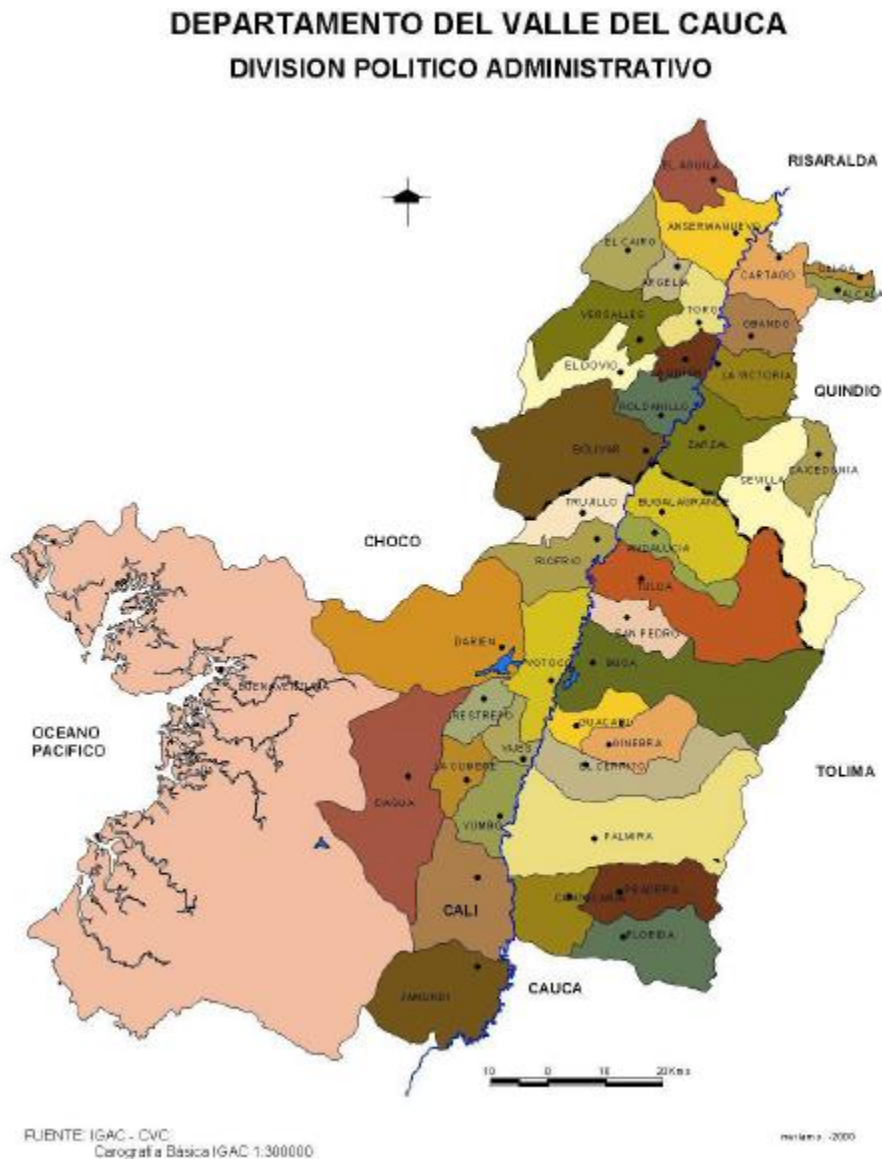 DEPARTAMENTO DEL VALLE DEL CAUCA
DIVISION POLITICO ADMINISTRATIVO
RISARALDA
EL AGUILA
ANSERMANUEVO
EL CAIRO
CARTAGO
ARGELIA
ALCALA
TORO
VERSALLES
OBANDO
EL DOVIO
LA VICTORIA
QUINDIO
ROLDANILLO
ZARZAL
BOLIVAR
SEVILLA
CAICEDONIA
TRUJILLO
BUGALAGRANDE
CHOCO
ANDALUCIA
RIOFRIO
TULUA
SAN PEDRO
DARIEN
YOTOCO
BUGA
BUENAVENTURA
RESTREPO
OCEANO
PACIFICO
GUACARI
GINEBRA
VIJES
EL CERRITO
LA CUMBRE
TOLIMA
DAGUA
YUMBO
PALMIRA
PRADERA
CALI
FLORIDA
CAUCA
JAMUNDI
10 0 10 20 Kms
FUENTE: IGAC - CVC
Carografía Básica IGAC 1:300000